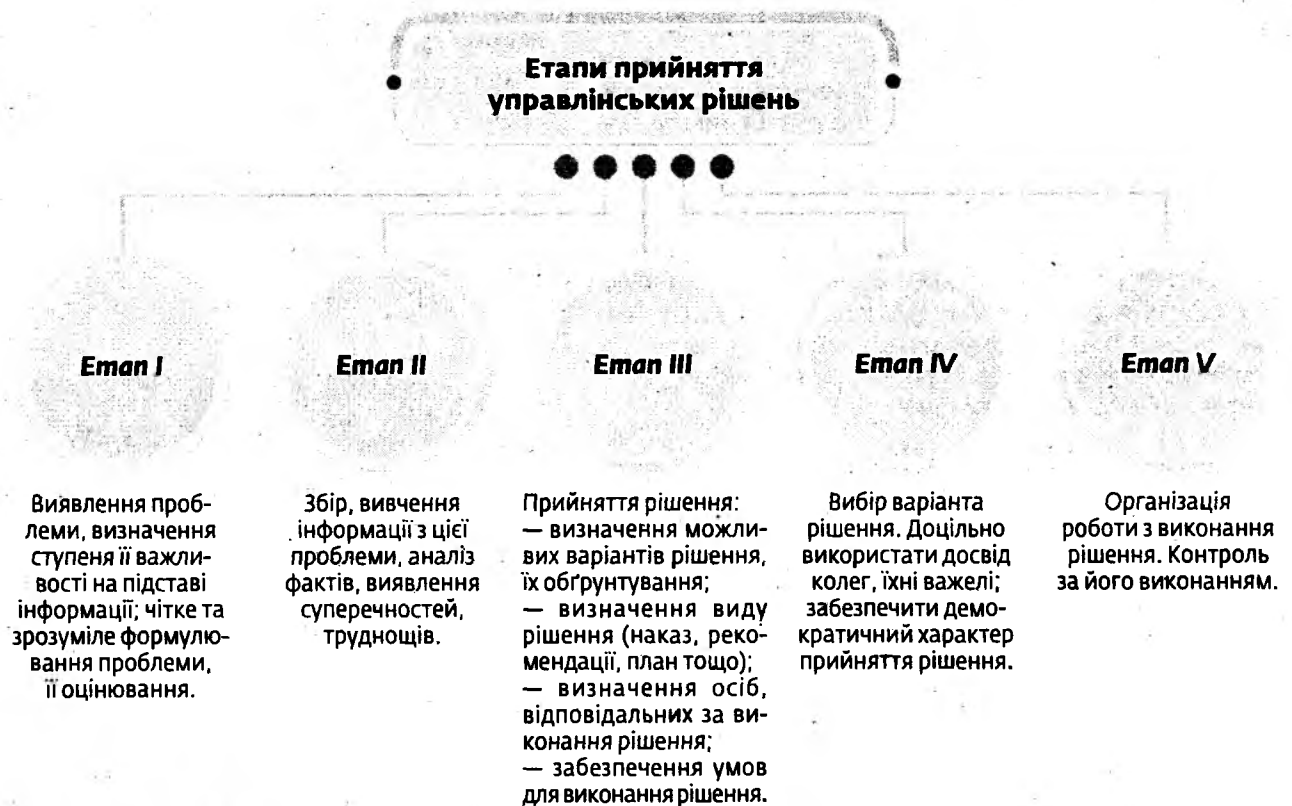 Етапи прийняття
управлінських рішень
Етап I
Виявлення проб-
леми, визначення
ступеня її важли-
вості на підставі
інформації; чітке та
зрозуміле формулю-
вання проблеми,
її оцінювання.
Етап II
Збір, вивчення
інформації з цієї
проблеми, аналіз
фактів, виявлення
суперечностей,
труднощів.
Етап III
Прийняття рішення:
— визначення можли-
вих варіантів рішення,
їх обґрунтування;
— визначення виду
рішення (наказ, реко-
мендації, план тощо);
— визначення осіб,
відповідальних за ви-
конання рішення;
— забезпечення умов
для виконання рішення.
Етап IV
Вибір варіанта
рішення. Доцільно
використати досвід
колег, їхні важелі;
забезпечити демо-
кратичний характер
прийняття рішення.
Етап V
Організація
роботи з виконання
рішення. Контроль
за його виконанням.